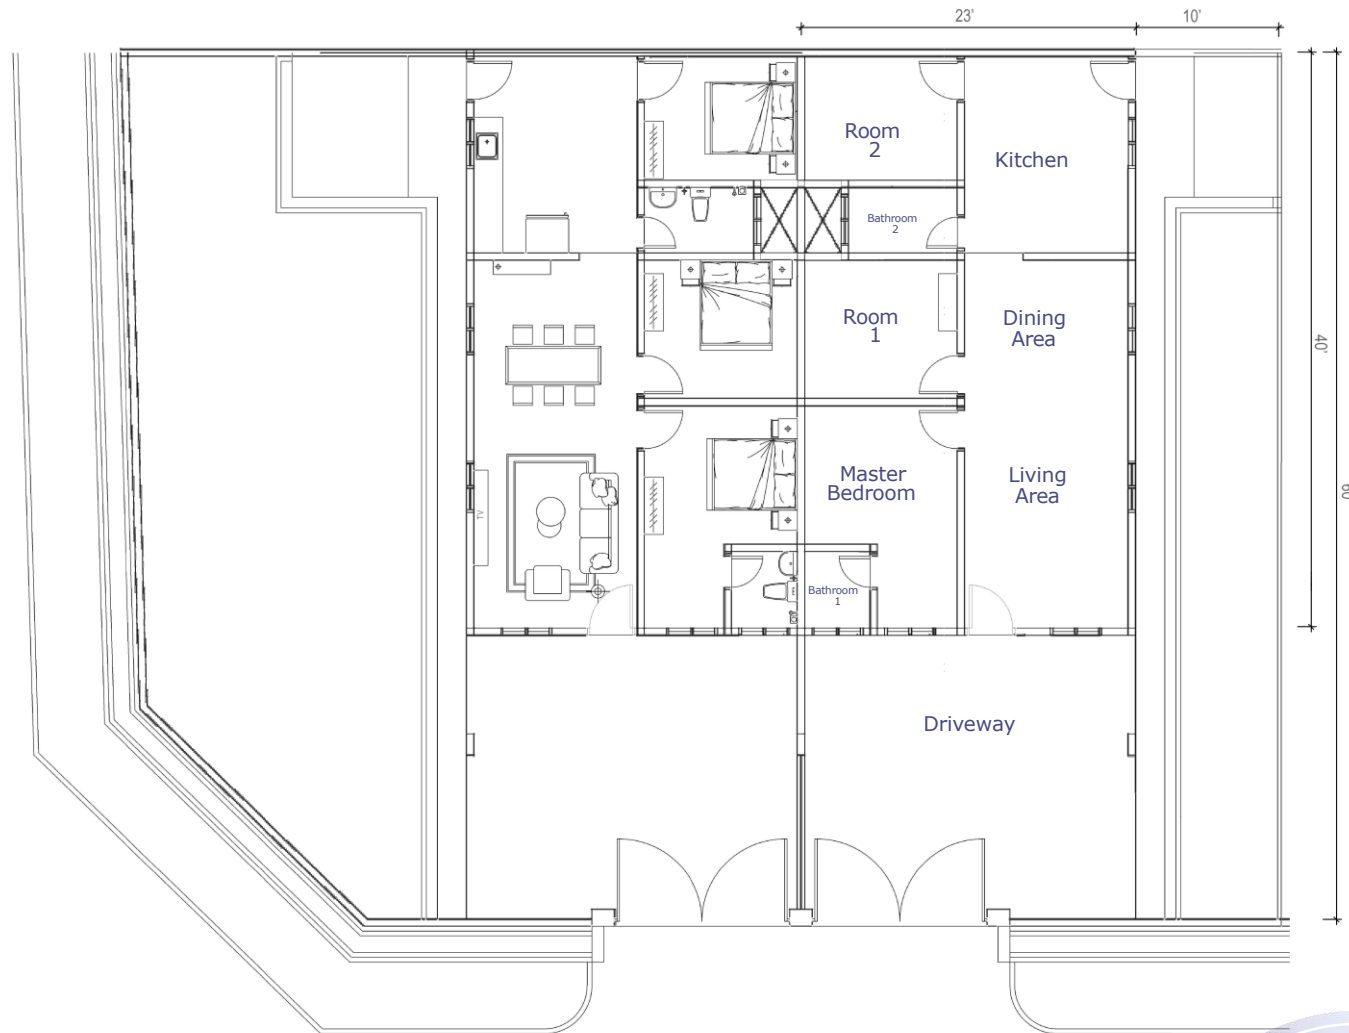 23'
10'
Room
2
Kitchen
Bathroom
2
Room
1
Dining
Area
40'
Master
Bedroom
Living
Area
TV
Bathroom
1
Driveway